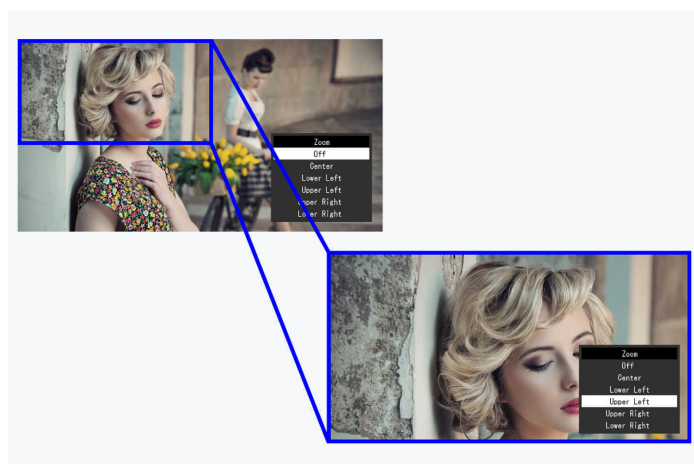 Zoom
Off
Center
Lower Left
Upper Left
Upper Right
Lower Right
Zoom
Off
Center
Lower Left
Upper Left
Upper Right
Lower Right